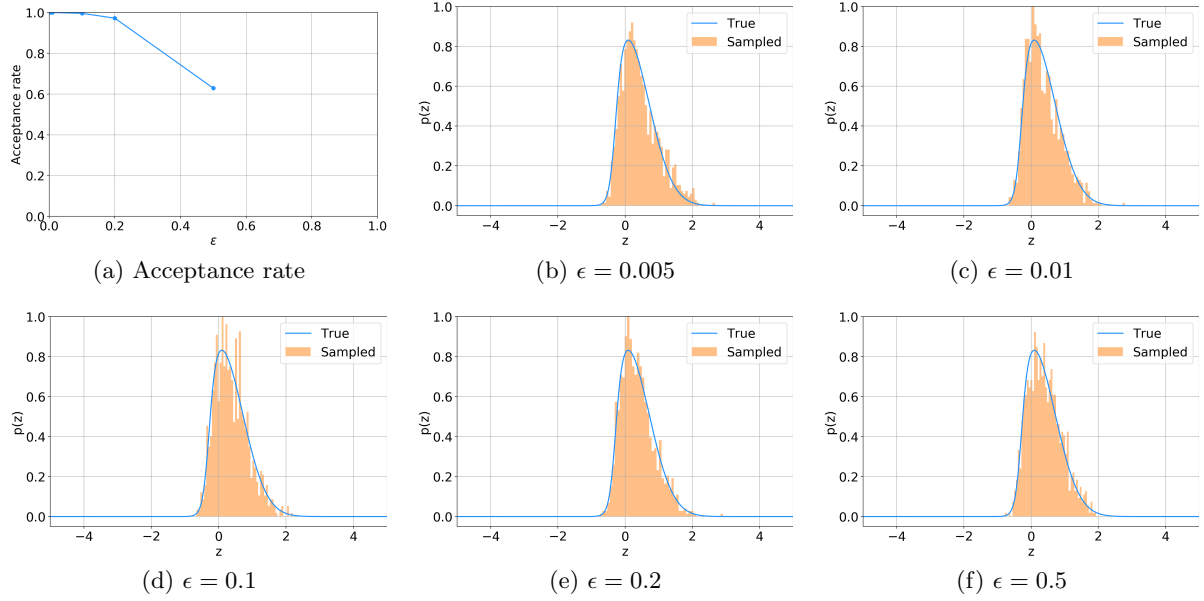 1.0
0.8
0.6
0.4
0.2
0.0
Acceptance rate
0.0 0.2 0.4 0.6 0.8 1.0
ε
(a) Acceptance rate
1.0
0.8
0.6
0.4
0.2
0.0
p(z)
True
Sampled
−4 −2 0 2 4
z
(b) ϵ = 0.005
1.0
0.8
0.6
0.4
0.2
0.0
p(z)
True
Sampled
−4 −2 0 2 4
z
(c) ϵ = 0.01
1.0
0.8
0.6
0.4
0.2
0.0
p(z)
True
Sampled
−4 −2 0 2 4
z
(d) ϵ = 0.1
1.0
0.8
0.6
0.4
0.2
0.0
p(z)
True
Sampled
−4 −2 0 2 4
z
(e) ϵ = 0.2
1.0
0.8
0.6
0.4
0.2
0.0
p(z)
True
Sampled
−4 −2 0 2 4
z
(f) ϵ = 0.5